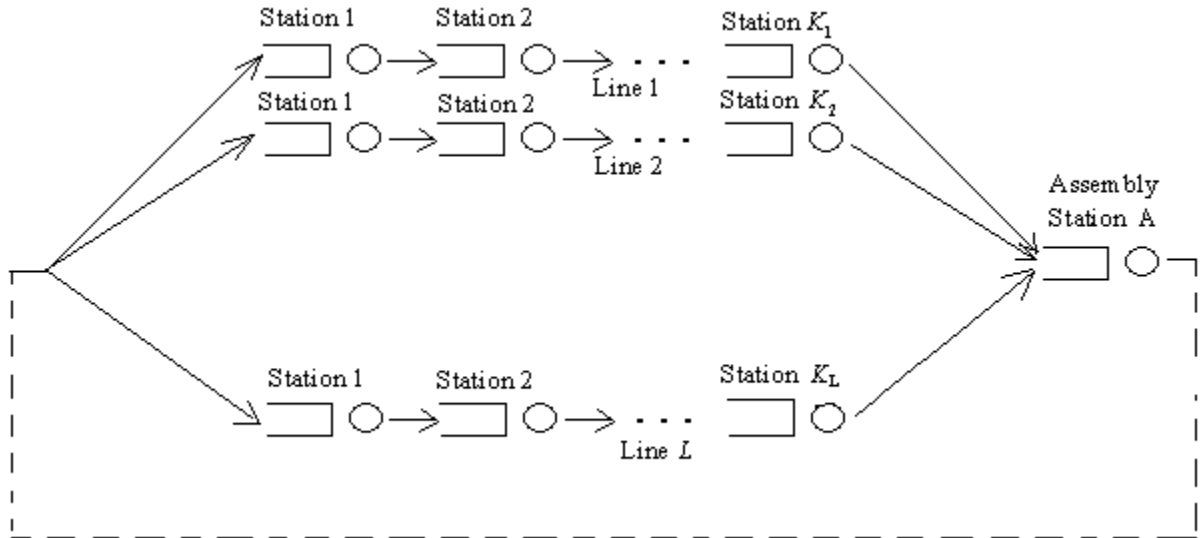 Station 1 Station 2 Station K₁
Line 1
Station 1 Station 2 Station K₂
Line 2
Assembly
Station A
Station 1 Station 2 Station K_L
Line L